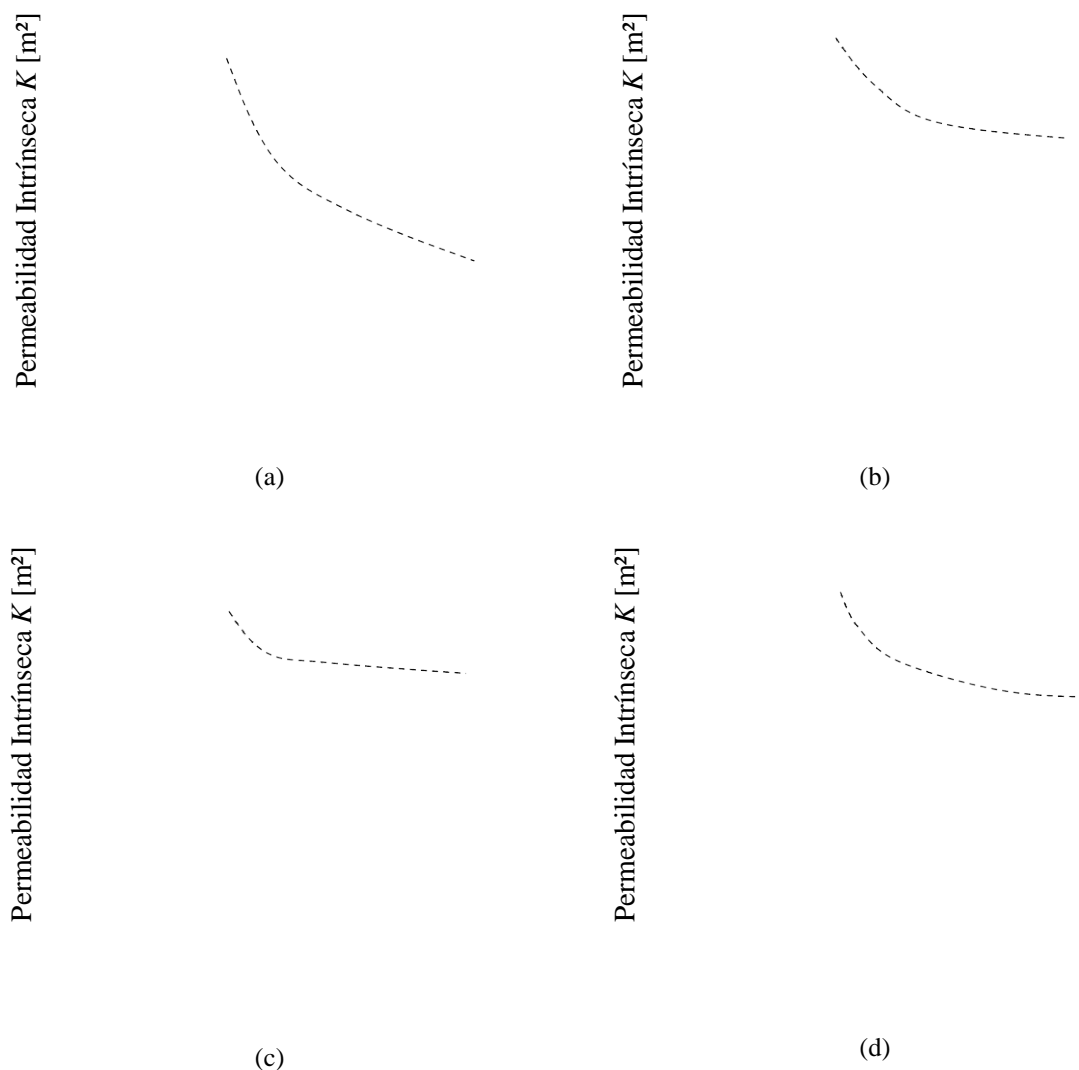 Permeabilidad Intrínseca K [m²]
Permeabilidad Intrínseca K [m²]
(a)
(b)
Permeabilidad Intrínseca K [m²]
Permeabilidad Intrínseca K [m²]
(c)
(d)